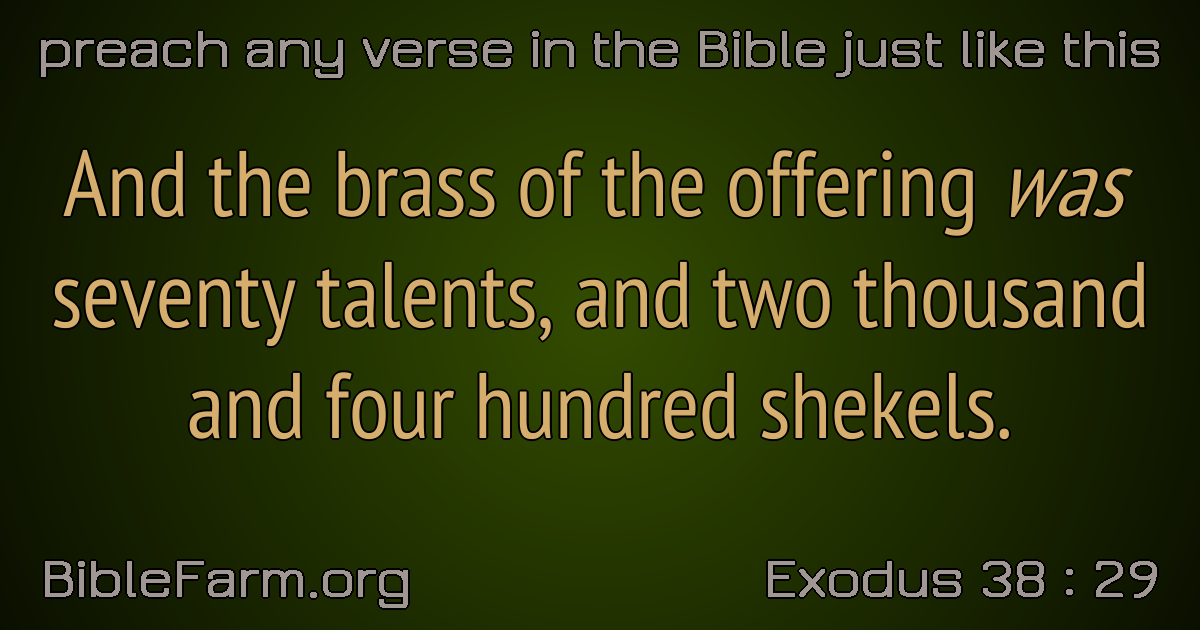 preach any verse in the Bible just like this
And the brass of the offering was
seventy talents, and two thousand
and four hundred shekels.
BibleFarm.org
Exodus 38 : 29